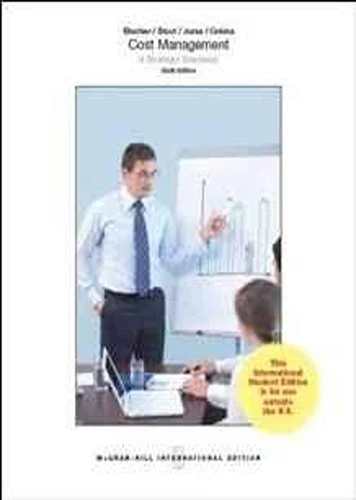 Blocher / Stout / Juras / Cokins
Cost Management
A Strategic Emphasis
Sixth Edition
This
International
Student Edition
is for use
outside
the U.S.
McGRAW-HILL INTERNATIONAL EDITION